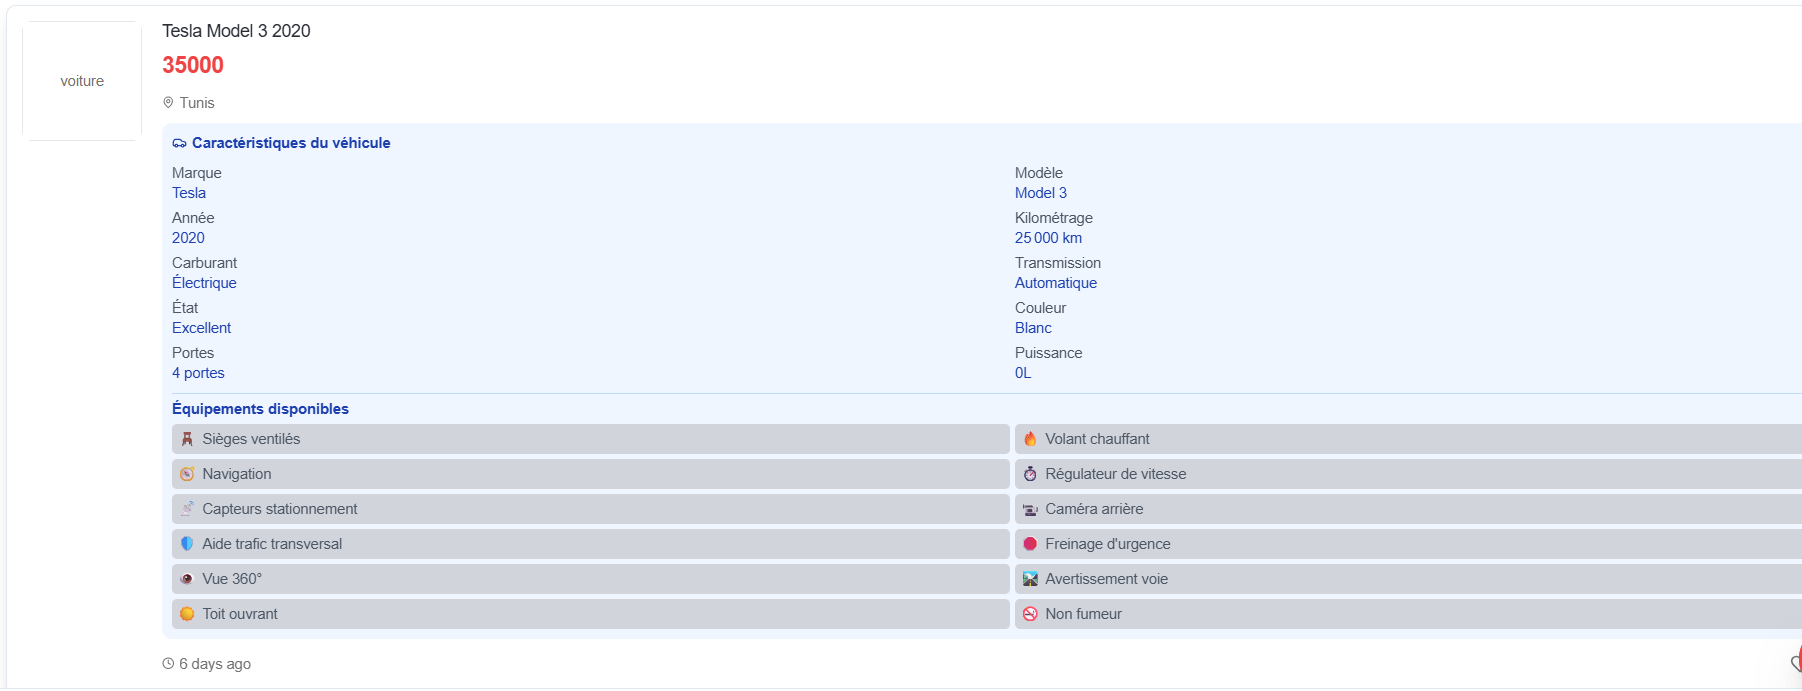 voiture
Tesla Model 3 2020
35000
Tunis
Caractéristiques du véhicule
Marque
Tesla
Modèle
Model 3
Année
2020
Kilométrage
25 000 km
Carburant
Électrique
Transmission
Automatique
État
Excellent
Couleur
Blanc
Portes
4 portes
Puissance
0L
Équipements disponibles
Sièges ventilés
Volant chauffant
Navigation
Régulateur de vitesse
Capteurs stationnement
Caméra arrière
Aide trafic transversal
Freinage d'urgence
Vue 360°
Avertissement voie
Toit ouvrant
Non fumeur
6 days ago